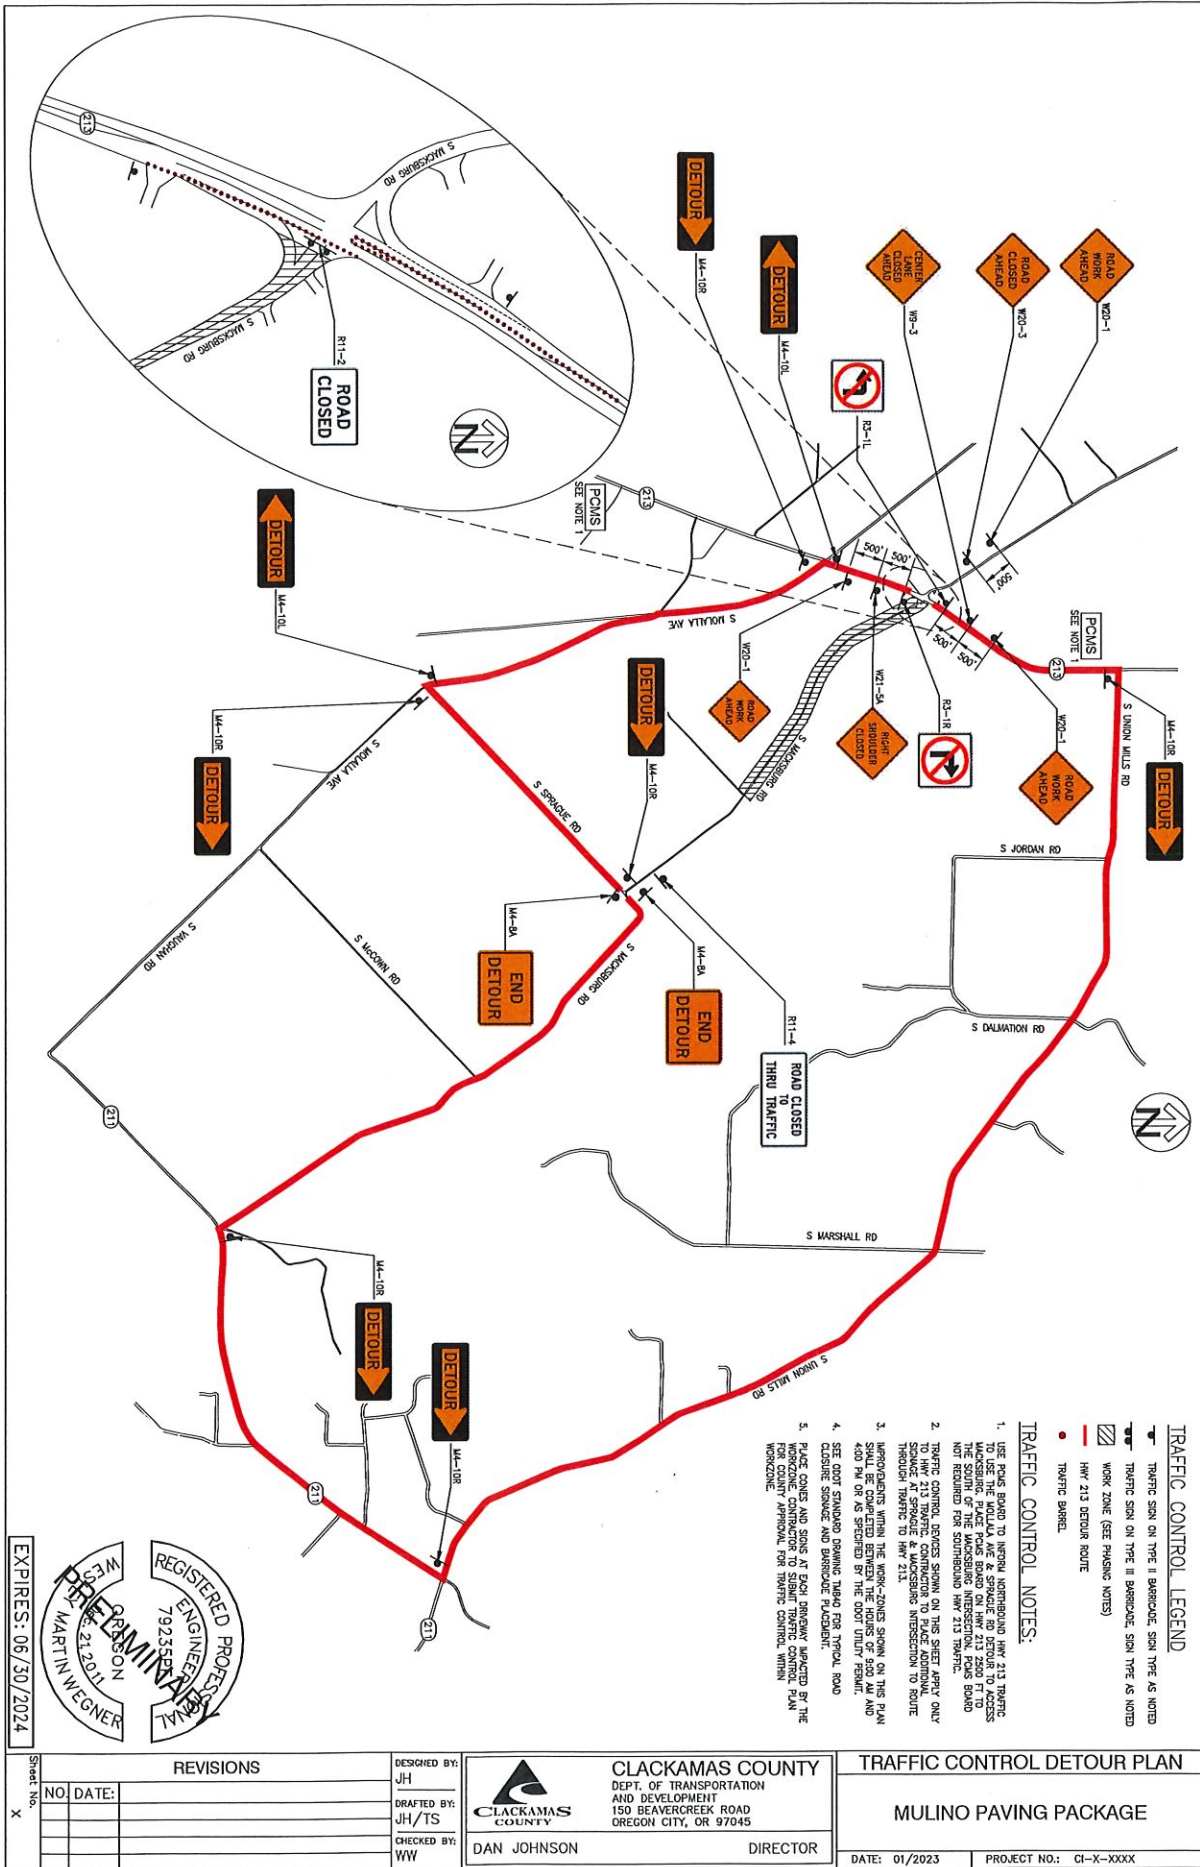 213
S MACKSBURG RD
S MACKSBURG RD
R11-2
ROAD
CLOSED
N
DETOUR
M4-10R
DETOUR
M4-10L
CENTER
LANE
CLOSED
AHEAD
W9-3
ROAD
CLOSED
AHEAD
W20-3
ROAD
WORK
AHEAD
W20-1
R3-1L
PCMS
SEE NOTE 1
213
500'
500'
500'
500'
500'
PCMS
SEE NOTE 1
213
S UNION MILLS RD
M4-10R
DETOUR
W20-1
ROAD
WORK
AHEAD
R3-1R
W21-5A
RIGHT
SHOULDER
CLOSED
W20-1
ROAD
WORK
AHEAD
S MOLALLA AVE
DETOUR
M4-10L
M4-10R
DETOUR
DETOUR
M4-10R
S MACKSBURG RD
S SPRAGUE RD
S MOLALLA AVE
S JORDAN RD
S DALMATION RD
S MARSHALL RD
S VAUGHAN RD
S McCOWN RD
M4-8A
END
DETOUR
S MACKSBURG RD
M4-8A
END
DETOUR
R11-4
ROAD CLOSED
TO
THRU TRAFFIC
N
211
M4-10R
DETOUR
DETOUR
M4-10R
S UNION MILLS RD
211
211
TRAFFIC CONTROL LEGEND
TRAFFIC SIGN ON TYPE II BARRICADE, SIGN TYPE AS NOTED
TRAFFIC SIGN ON TYPE III BARRICADE, SIGN TYPE AS NOTED
WORK ZONE (SEE PHASING NOTES)
HWY 213 DETOUR ROUTE
TRAFFIC BARREL
TRAFFIC CONTROL NOTES:
1. USE PCMS BOARD TO INFORM NORTHBOUND HWY 213 TRAFFIC
TO USE THE MOLALLA AVE & SPRAGUE RD DETOUR TO ACCESS
MACKSBURG. PLACE PCMS BOARD ON HWY 213 2500 FT TO
THE SOUTH OF THE MACKSBURG INTERSECTION. PCMS BOARD
NOT REQUIRED FOR SOUTHBOUND HWY 213 TRAFFIC.
2. TRAFFIC CONTROL DEVICES SHOWN ON THIS SHEET APPLY ONLY
TO HWY 213 TRAFFIC. CONTRACTOR TO PLACE ADDITIONAL
SIGNAGE AT SPRAGUE & MACKSBURG INTERSECTION TO ROUTE
THROUGH TRAFFIC TO HWY 213.
3. IMPROVEMENTS WITHIN THE WORK-ZONES SHOWN ON THIS PLAN
SHALL BE COMPLETED BETWEEN THE HOURS OF 9:00 AM AND
4:00 PM OR AS SPECIFIED BY THE ODOT UTILITY PERMIT.
4. SEE ODOT STANDARD DRAWING TM840 FOR TYPICAL ROAD
CLOSURE SIGNAGE AND BARRICADE PLACEMENT.
5. PLACE CONES AND SIGNS AT EACH DRIVEWAY IMPACTED BY THE
WORKZONE. CONTRACTOR TO SUBMIT TRAFFIC CONTROL PLAN
FOR COUNTY APPROVAL FOR TRAFFIC CONTROL WITHIN
WORKZONE.
REGISTERED PROFESSIONAL
ENGINEER
PRELIMINARY
OREGON
21, 2011
MARTIN WEGNER
EXPIRES: 06/30/2024
Sheet No.
X
REVISIONS
NO. DATE:
DESIGNED BY:
JH
DRAFTED BY:
JH/TS
CHECKED BY:
WW
CLACKAMAS
COUNTY
CLACKAMAS COUNTY
DEPT. OF TRANSPORTATION
AND DEVELOPMENT
150 BEAVERCREEK ROAD
OREGON CITY, OR 97045
DAN JOHNSON DIRECTOR
TRAFFIC CONTROL DETOUR PLAN
MULINO PAVING PACKAGE
DATE: 01/2023 PROJECT NO.: CI-X-XXXX